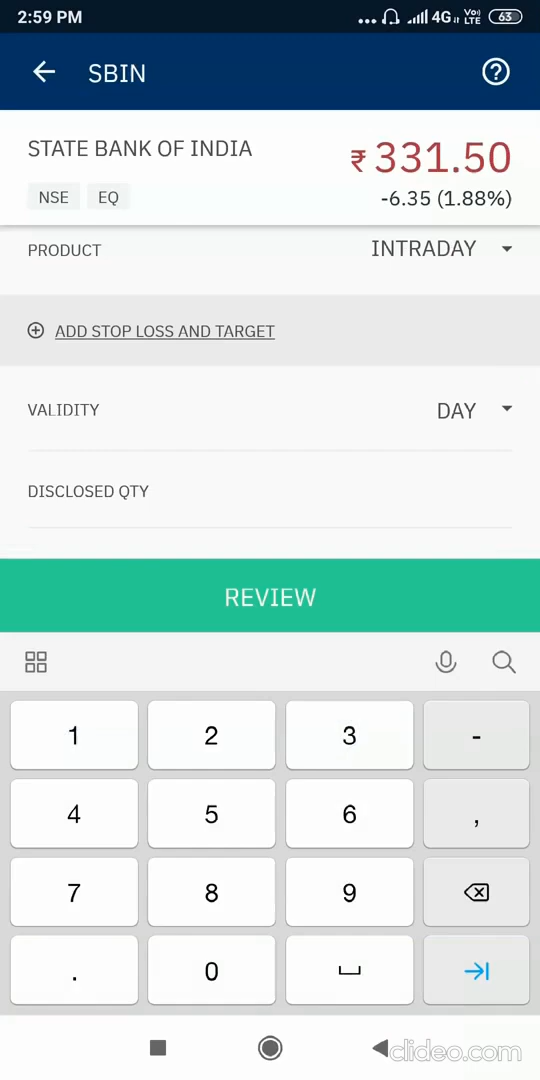 2:59 PM
... 4G Vo) LTE 63
SBIN
STATE BANK OF INDIA
₹ 331.50
NSE EQ
-6.35 (1.88%)
PRODUCT INTRADAY
ADD STOP LOSS AND TARGET
VALIDITY DAY
DISCLOSED QTY
REVIEW
1 2 3 -
4 5 6 ,
7 8 9
. 0
clideo.com